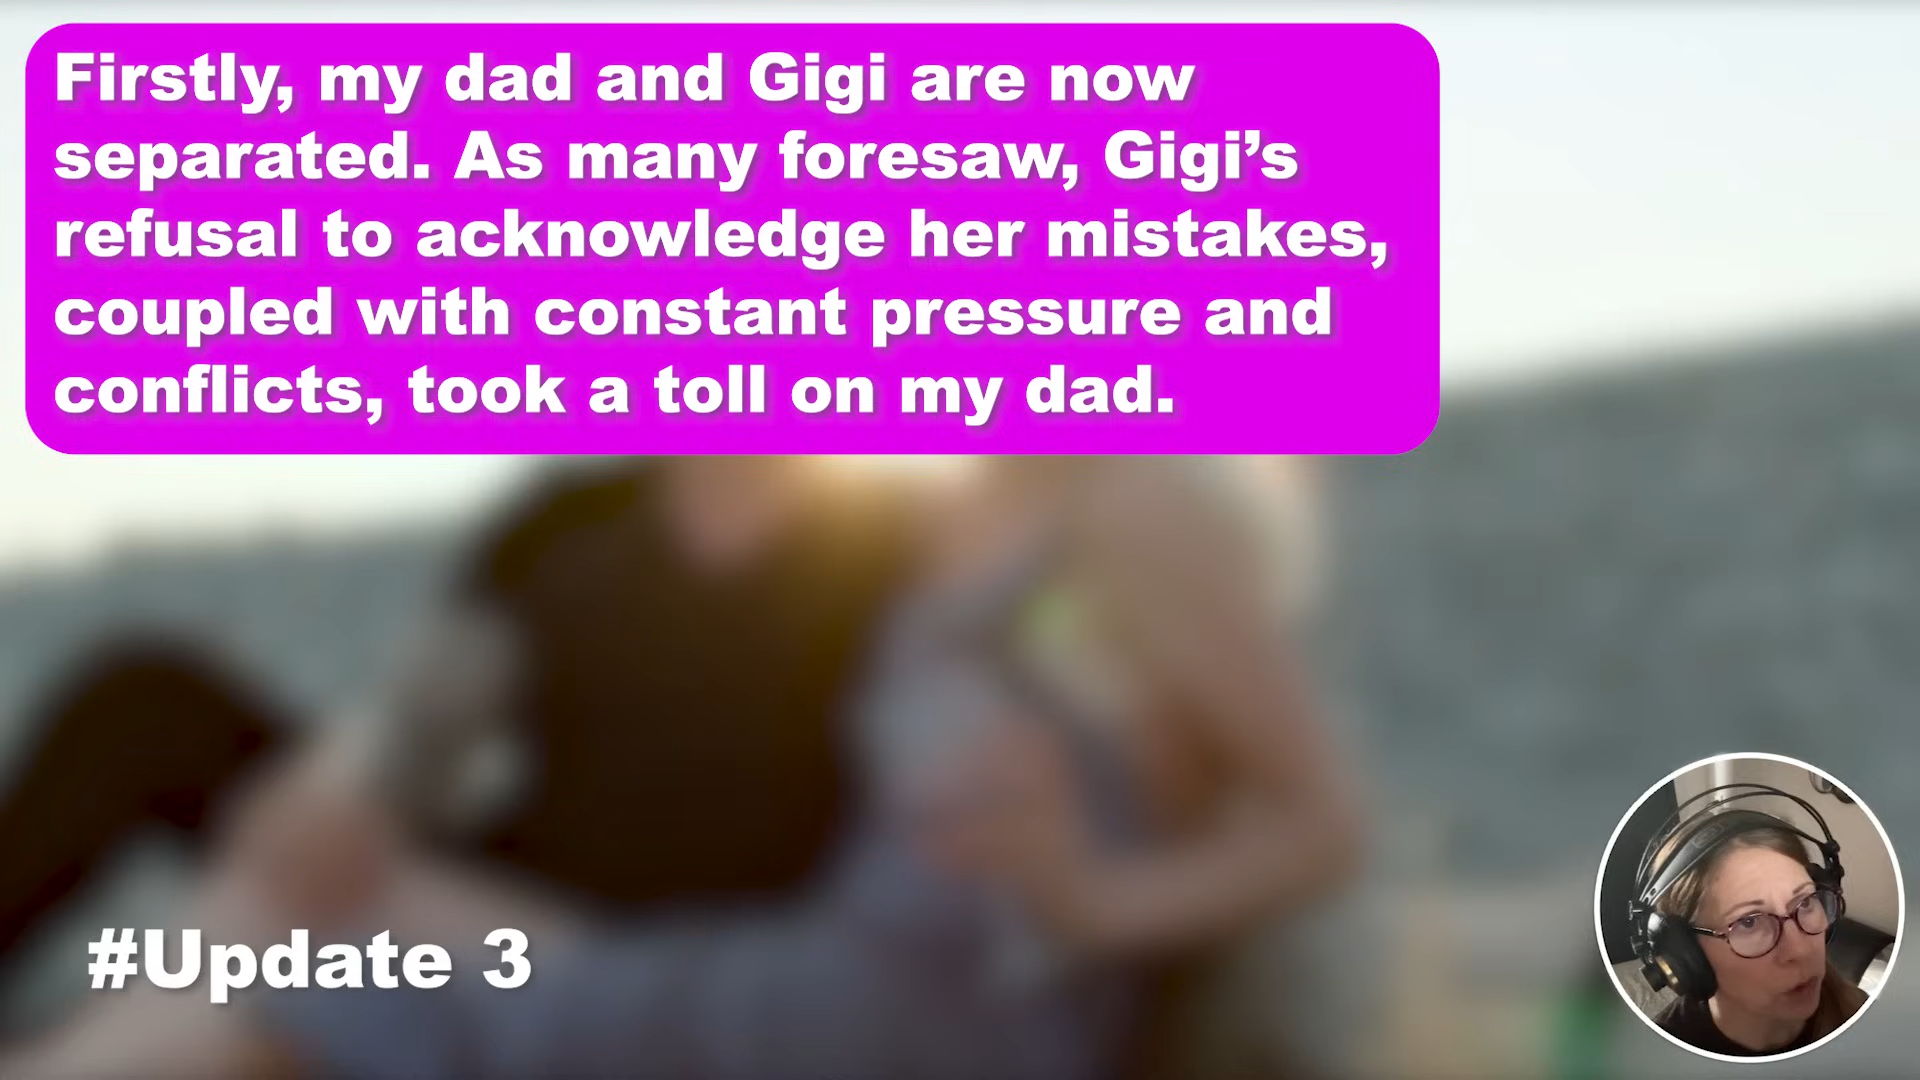 Firstly, my dad and Gigi are now
separated. As many foresaw, Gigi’s
refusal to acknowledge her mistakes,
coupled with constant pressure and
conflicts, took a toll on my dad.
#Update 3